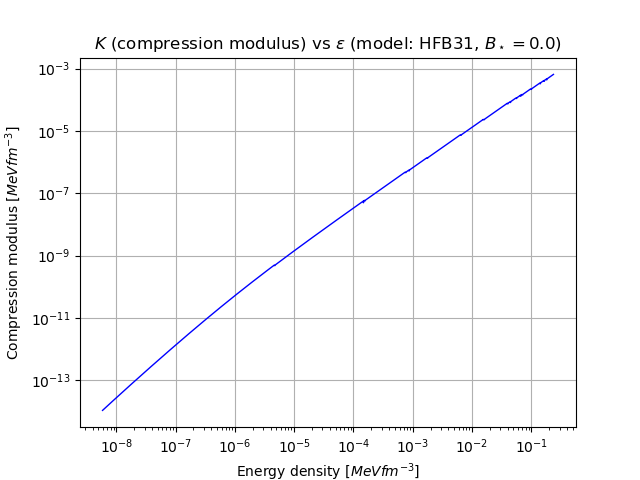 K (compression modulus) vs ε (model: HFB31, B⋆ = 0.0)
Compression modulus [MeVfm⁻³]
10⁻³
10⁻⁵
10⁻⁷
10⁻⁹
10⁻¹¹
10⁻¹³
10⁻⁸ 10⁻⁷ 10⁻⁶ 10⁻⁵ 10⁻⁴ 10⁻³ 10⁻² 10⁻¹
Energy density [MeVfm⁻³]